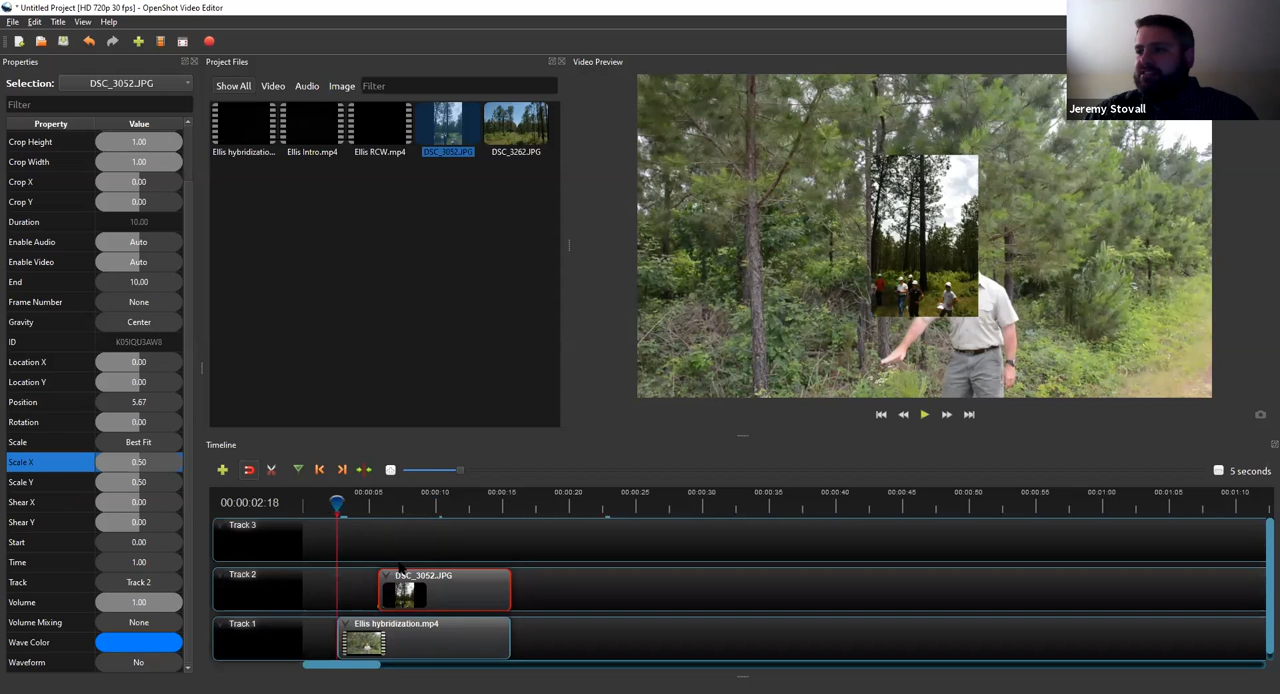 * Untitled Project [HD 720p 30 fps] - OpenShot Video Editor
File Edit Title View Help
Properties
Project Files
Video Preview
Selection: DSC_3052.JPG
Show All Video Audio Image Filter
Jeremy Stovall
Filter
Property Value
Crop Height 1.00
Crop Width 1.00
Crop X 0.00
Crop Y 0.00
Duration 10.00
Enable Audio Auto
Enable Video Auto
End 10.00
Frame Number None
Gravity Center
ID K05IQU3AW8
Location X 0.00
Location Y 0.00
Position 5.67
Rotation 0.00
Scale Best Fit
Scale X 0.50
Scale Y 0.50
Shear X 0.00
Shear Y 0.00
Start 0.00
Time 1.00
Track Track 2
Volume 1.00
Volume Mixing None
Wave Color
Waveform No
Ellis hybridizatio... Ellis Intro.mp4 Ellis RCW.mp4 DSC_3052.JPG DSC_3262.JPG
Timeline
5 seconds
00:00:02:18
00:00:05 00:00:10 00:00:15 00:00:20 00:00:25 00:00:30 00:00:35 00:00:40 00:00:45 00:00:50 00:00:55 00:01:00 00:01:05 00:01:10
Track 3
Track 2
DSC_3052.JPG
Track 1
Ellis hybridization.mp4